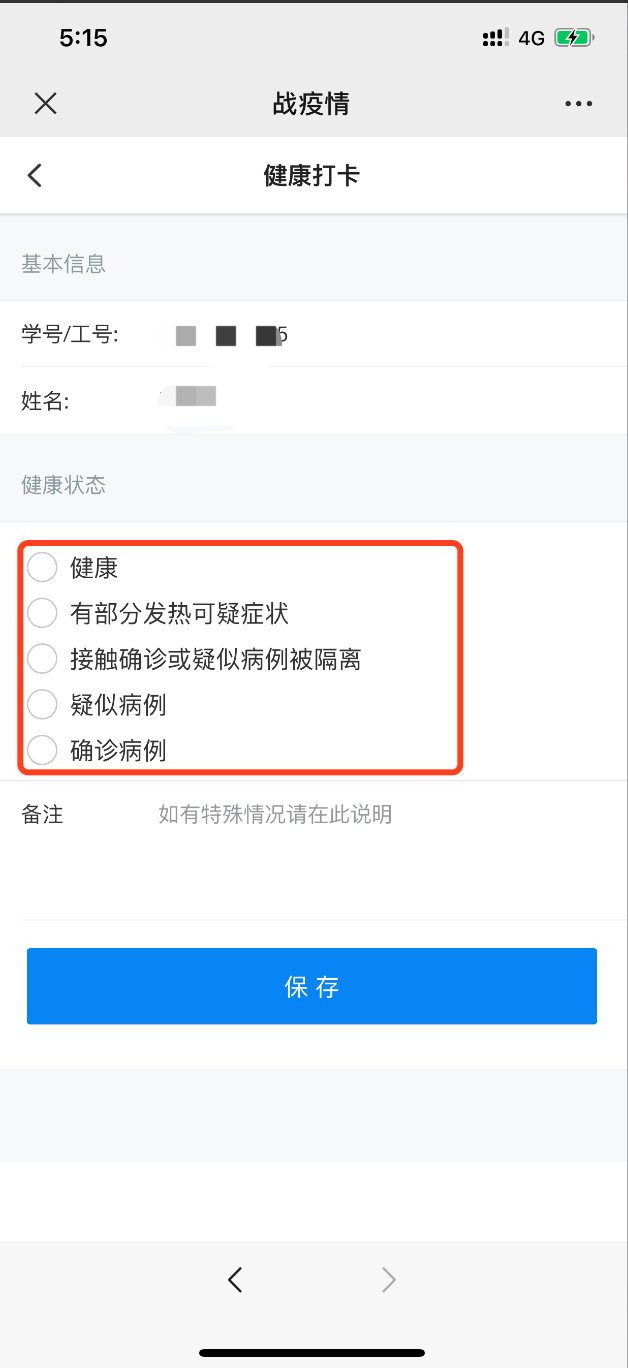 5:15 4G
战疫情
健康打卡
基本信息
学号/工号: 5
姓名:
健康状态
健康
有部分发热可疑症状
接触确诊或疑似病例被隔离
疑似病例
确诊病例
备注 如有特殊情况请在此说明
保存